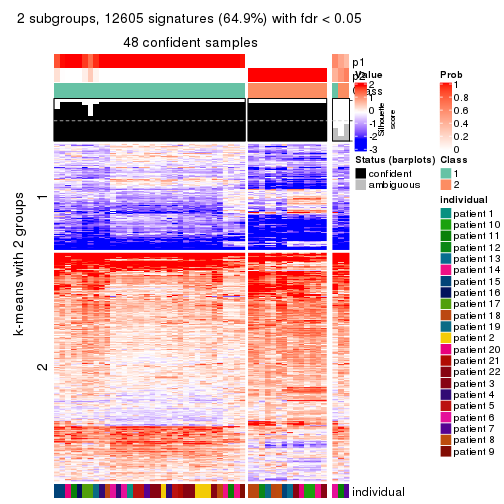 2 subgroups, 12605 signatures (64.9%) with fdr < 0.05
48 confident samples
p1
p2
Class
1
2
k-means with 2 groups
individual
Value
2
1
0
-1
-2
-3
Silhouette
score
Prob
1
0.8
0.6
0.4
0.2
0
Status (barplots)
confident
ambiguous
Class
1
2
Individual
patient 1
patient 10
patient 11
patient 12
patient 13
patient 14
patient 15
patient 16
patient 17
patient 18
patient 19
patient 2
patient 20
patient 21
patient 22
patient 3
patient 4
patient 5
patient 6
patient 7
patient 8
patient 9